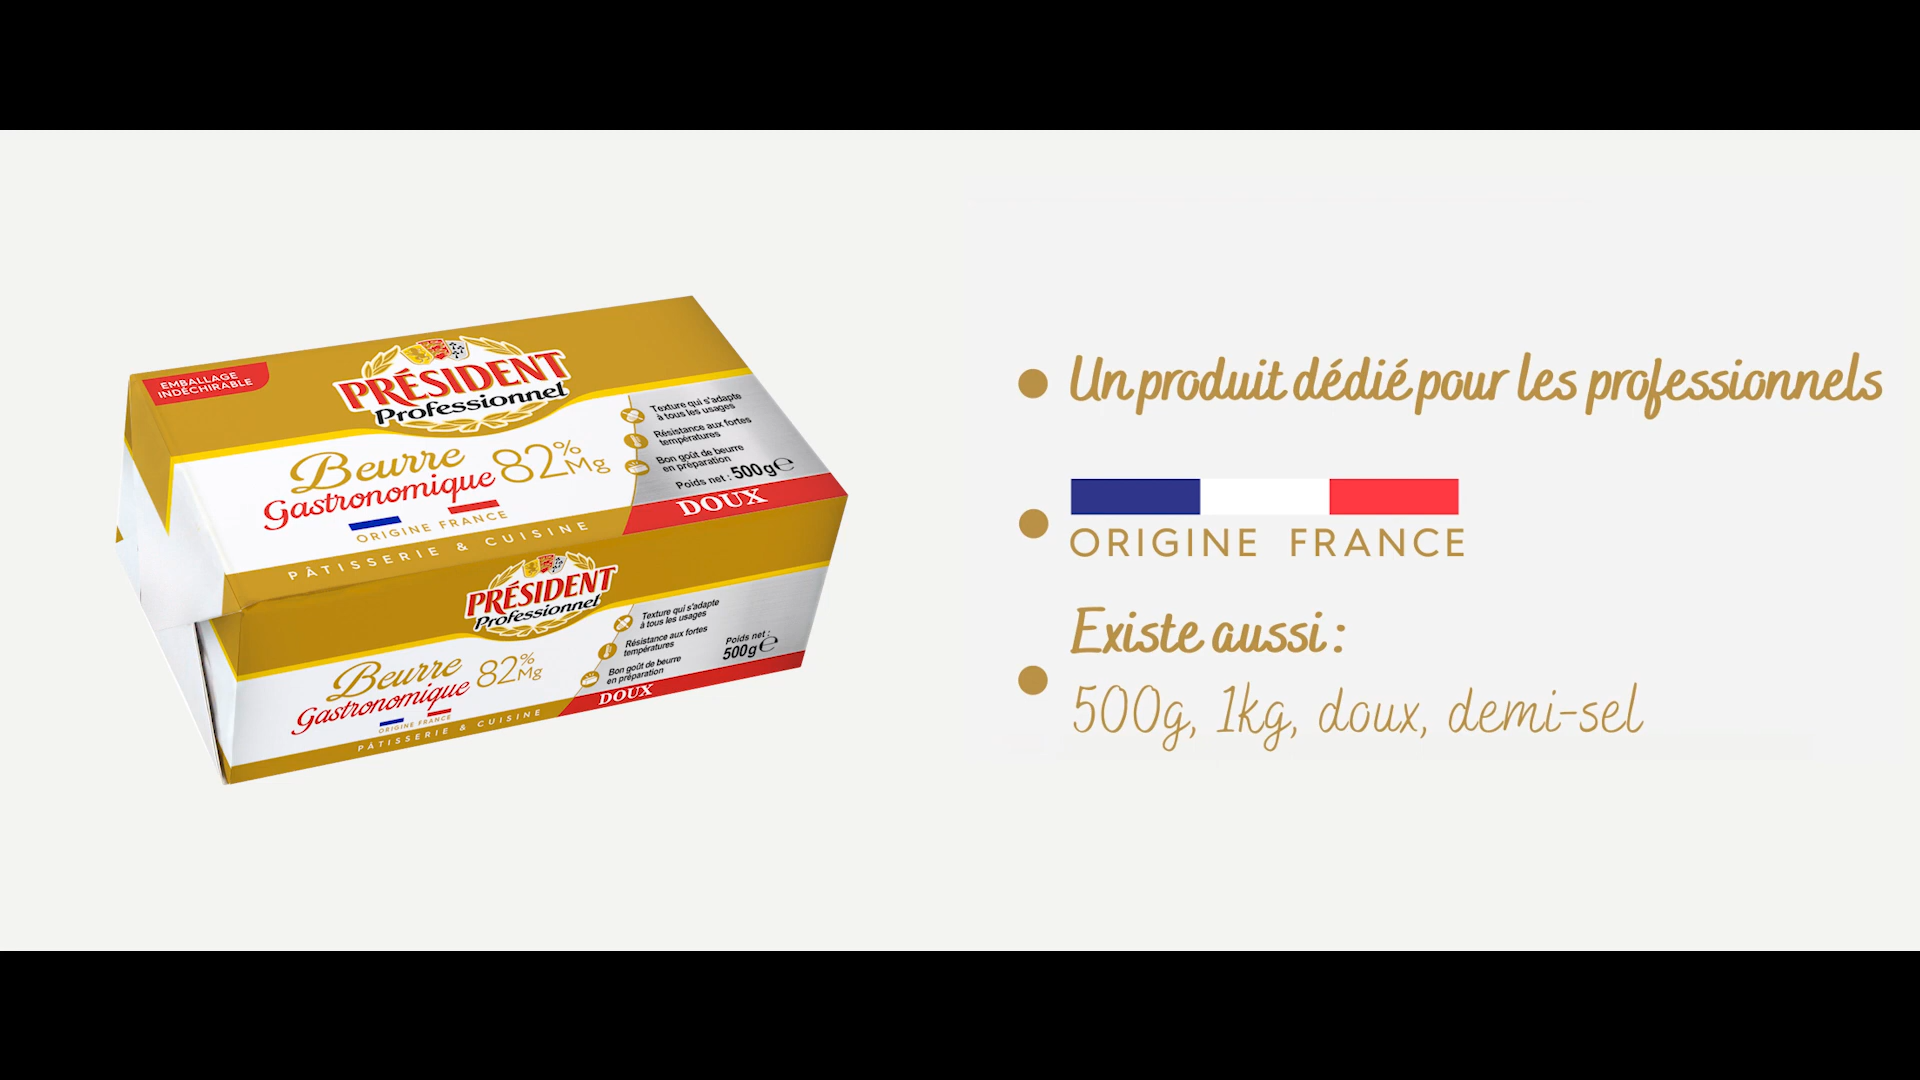 EMBALLAGE
INDÉCHIRABLE
PRÉSIDENT
Professionnel
Beurre
Gastronomique
82% Mg
ORIGINE FRANCE
PÂTISSERIE & CUISINE
Texture qui s'adapte
à tous les usages
Résistance aux fortes
températures
Bon goût de beurre
en préparation
Poids net : 500g e
DOUX
PRÉSIDENT
Professionnel
Beurre
Gastronomique
82% Mg
ORIGINE FRANCE
PÂTISSERIE & CUISINE
Texture qui s'adapte
à tous les usages
Résistance aux fortes
températures
Bon goût de beurre
en préparation
Poids net :
500g e
DOUX
Un produit dédié pour les professionnels
ORIGINE FRANCE
Existe aussi :
500g, 1kg, doux, demi-sel